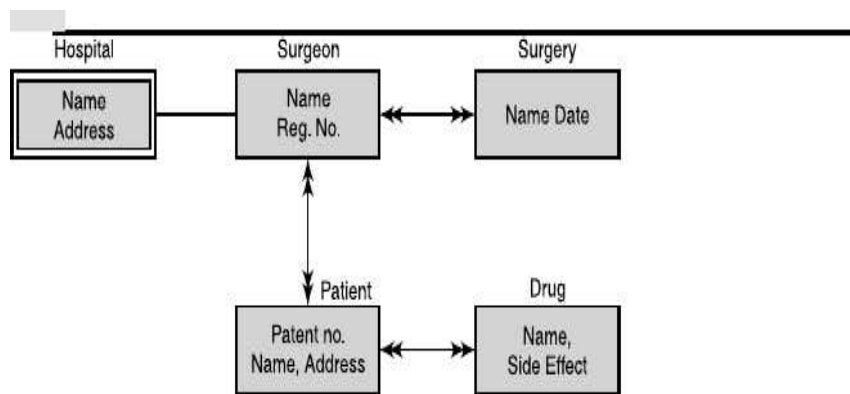 Hospital
Surgeon
Surgery
Name
Address
Name
Reg. No.
Name Date
Patient
Drug
Patent no.
Name, Address
Name,
Side Effect